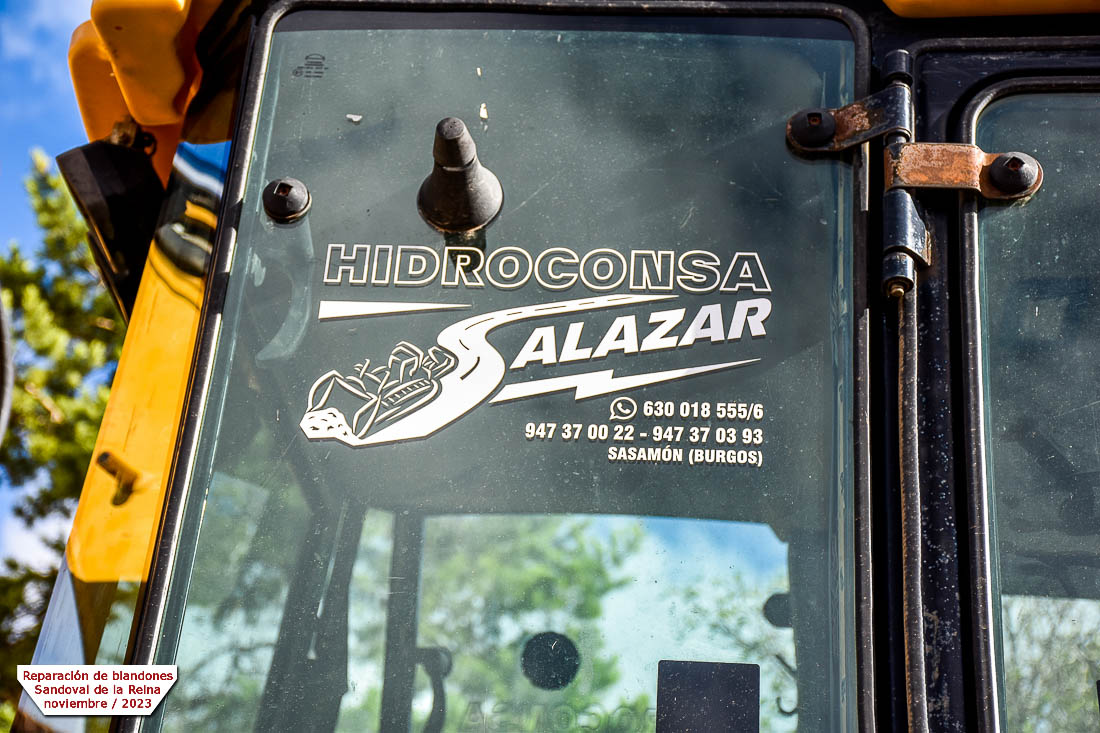 HIDROCONSA
SALAZAR
630 018 555/6
947 37 00 22 - 947 37 03 93
SASAMÓN (BURGOS)
Reparación de blandones
Sandoval de la Reina
noviembre / 2023